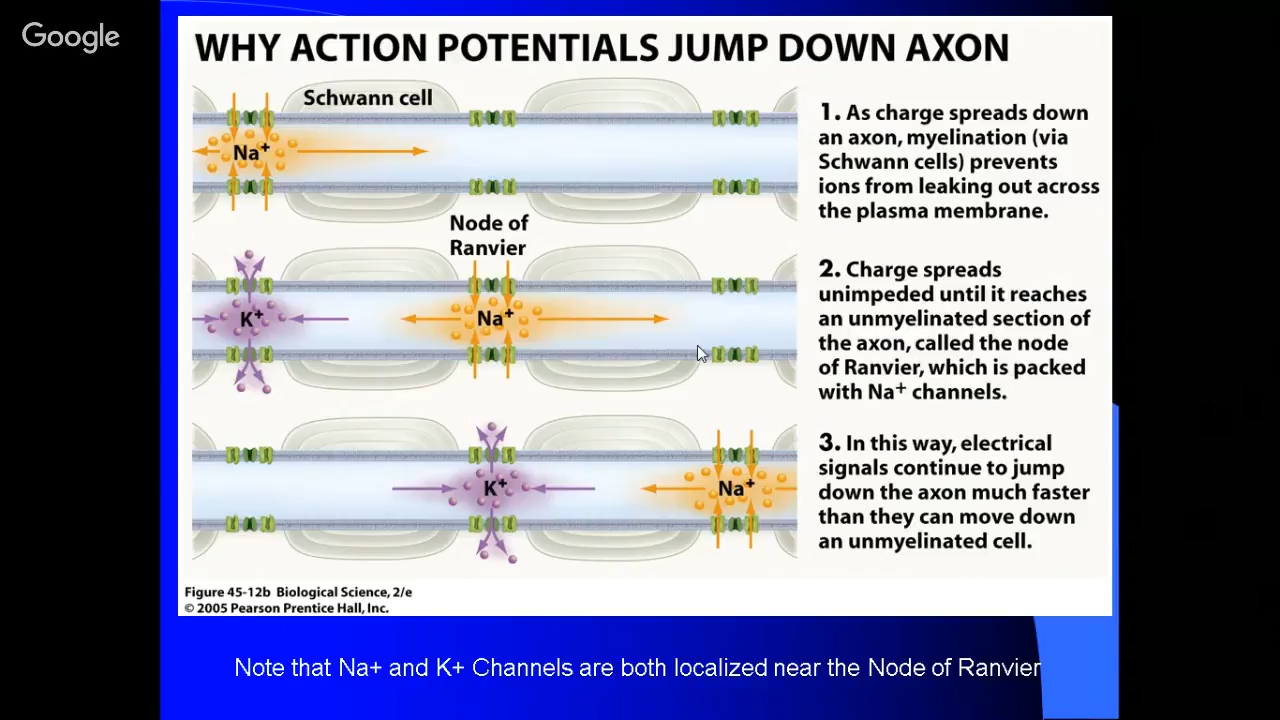 Google
WHY ACTION POTENTIALS JUMP DOWN AXON
Schwann cell
Na+
1. As charge spreads down
an axon, myelination (via
Schwann cells) prevents
ions from leaking out across
the plasma membrane.
Node of
Ranvier
K+
Na+
2. Charge spreads
unimpeded until it reaches
an unmyelinated section of
the axon, called the node
of Ranvier, which is packed
with Na+ channels.
K+
Na+
3. In this way, electrical
signals continue to jump
down the axon much faster
than they can move down
an unmyelinated cell.
Figure 45-12b Biological Science, 2/e
© 2005 Pearson Prentice Hall, Inc.
Note that Na+ and K+ Channels are both localized near the Node of Ranvier